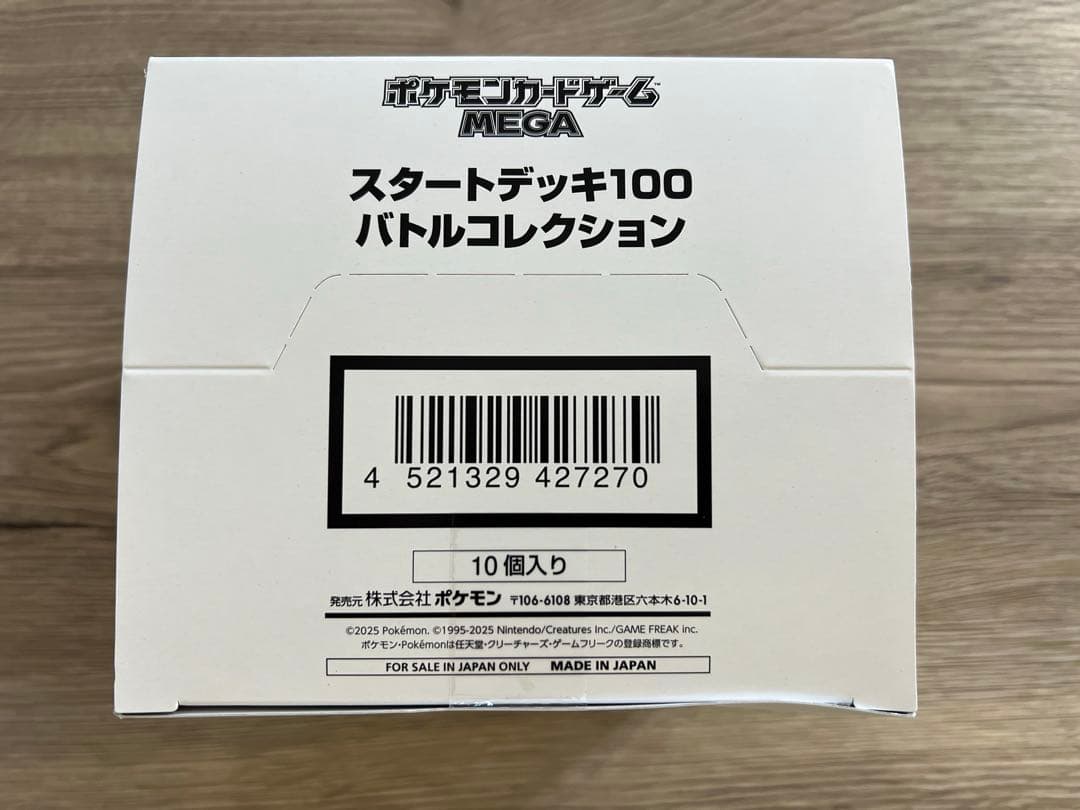 ポケモンカードゲーム™
MEGA
スタートデッキ100
バトルコレクション
4 521329 427270
10個入り
発売元 株式会社 ポケモン 〒106-6108 東京都港区六本木6-10-1
©2025 Pokémon. ©1995-2025 Nintendo/Creatures Inc./GAME FREAK inc.
ポケモン・Pokémonは任天堂・クリーチャーズ・ゲームフリークの登録商標です。
FOR SALE IN JAPAN ONLY MADE IN JAPAN